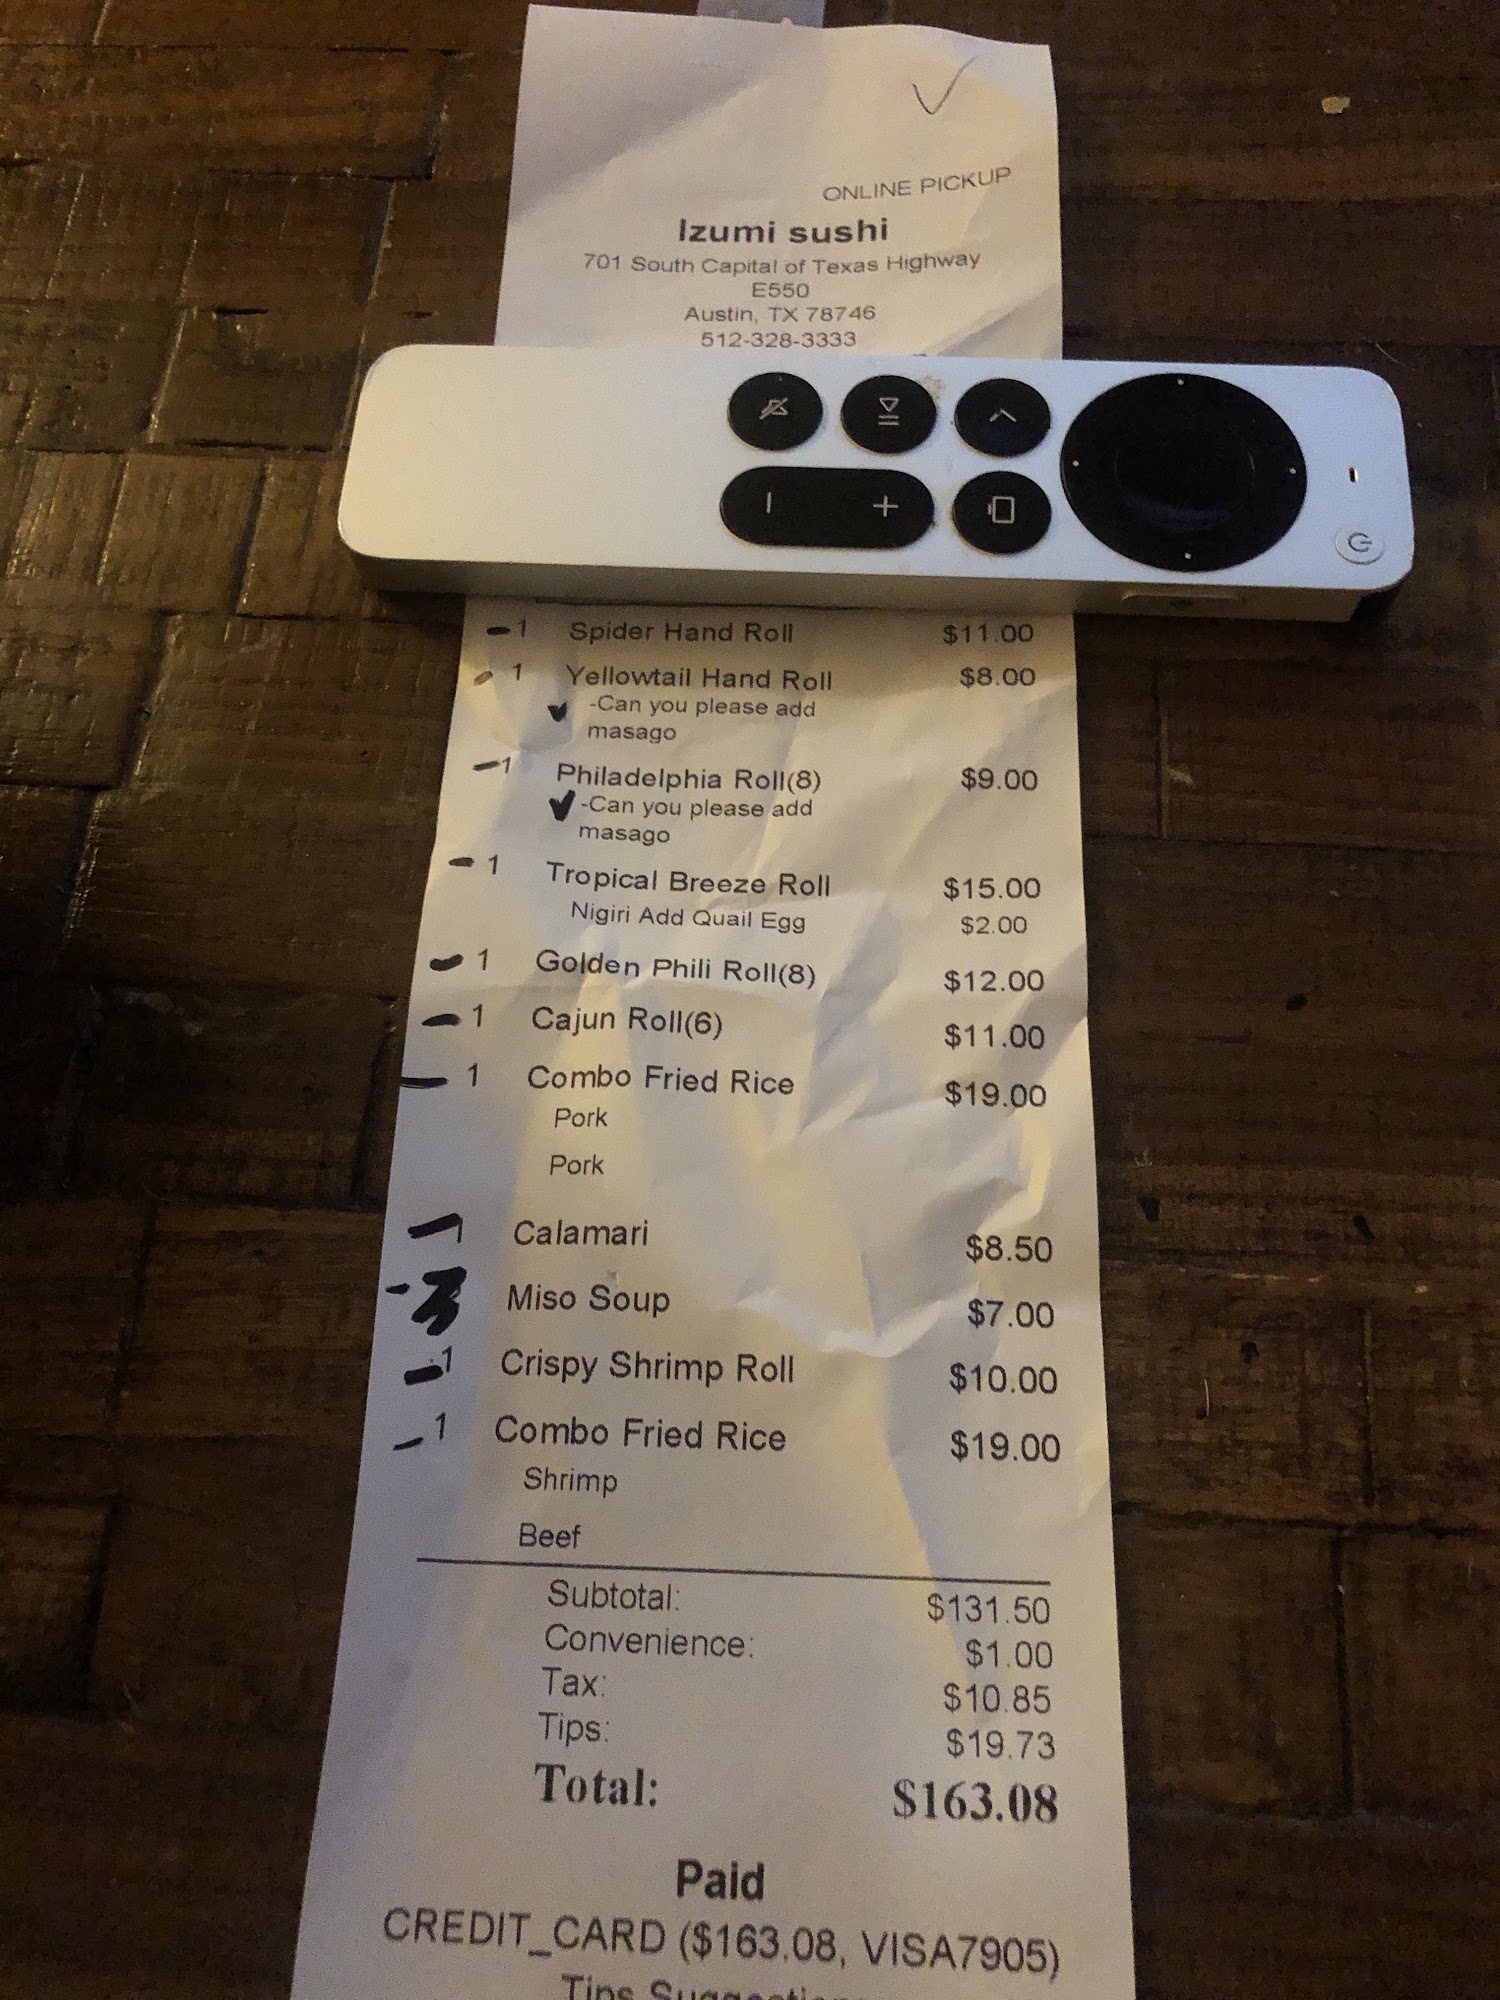 ONLINE PICKUP
Izumi sushi
701 South Capital of Texas Highway
E550
Austin, TX 78746
512-328-3333
1 Spider Hand Roll $11.00
1 Yellowtail Hand Roll $8.00
-Can you please add
masago
1 Philadelphia Roll(8) $9.00
-Can you please add
masago
1 Tropical Breeze Roll $15.00
Nigiri Add Quail Egg $2.00
1 Golden Phili Roll(8) $12.00
1 Cajun Roll(6) $11.00
1 Combo Fried Rice $19.00
Pork
Pork
1 Calamari $8.50
Miso Soup $7.00
1 Crispy Shrimp Roll $10.00
1 Combo Fried Rice $19.00
Shrimp
Beef
Subtotal: $131.50
Convenience: $1.00
Tax: $10.85
Tips: $19.73
Total: $163.08
Paid
CREDIT_CARD ($163.08, VISA7905)
Tips